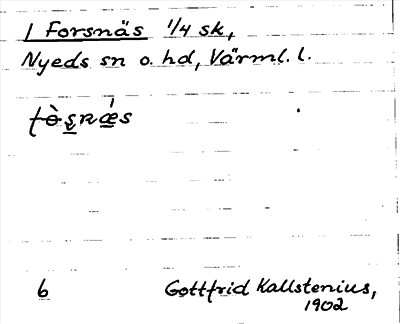 1 Forsnäs 1/4 sk,
Nyeds sn o. hd, Värml. l.
6
Gottfrid Kallstenius,
1902